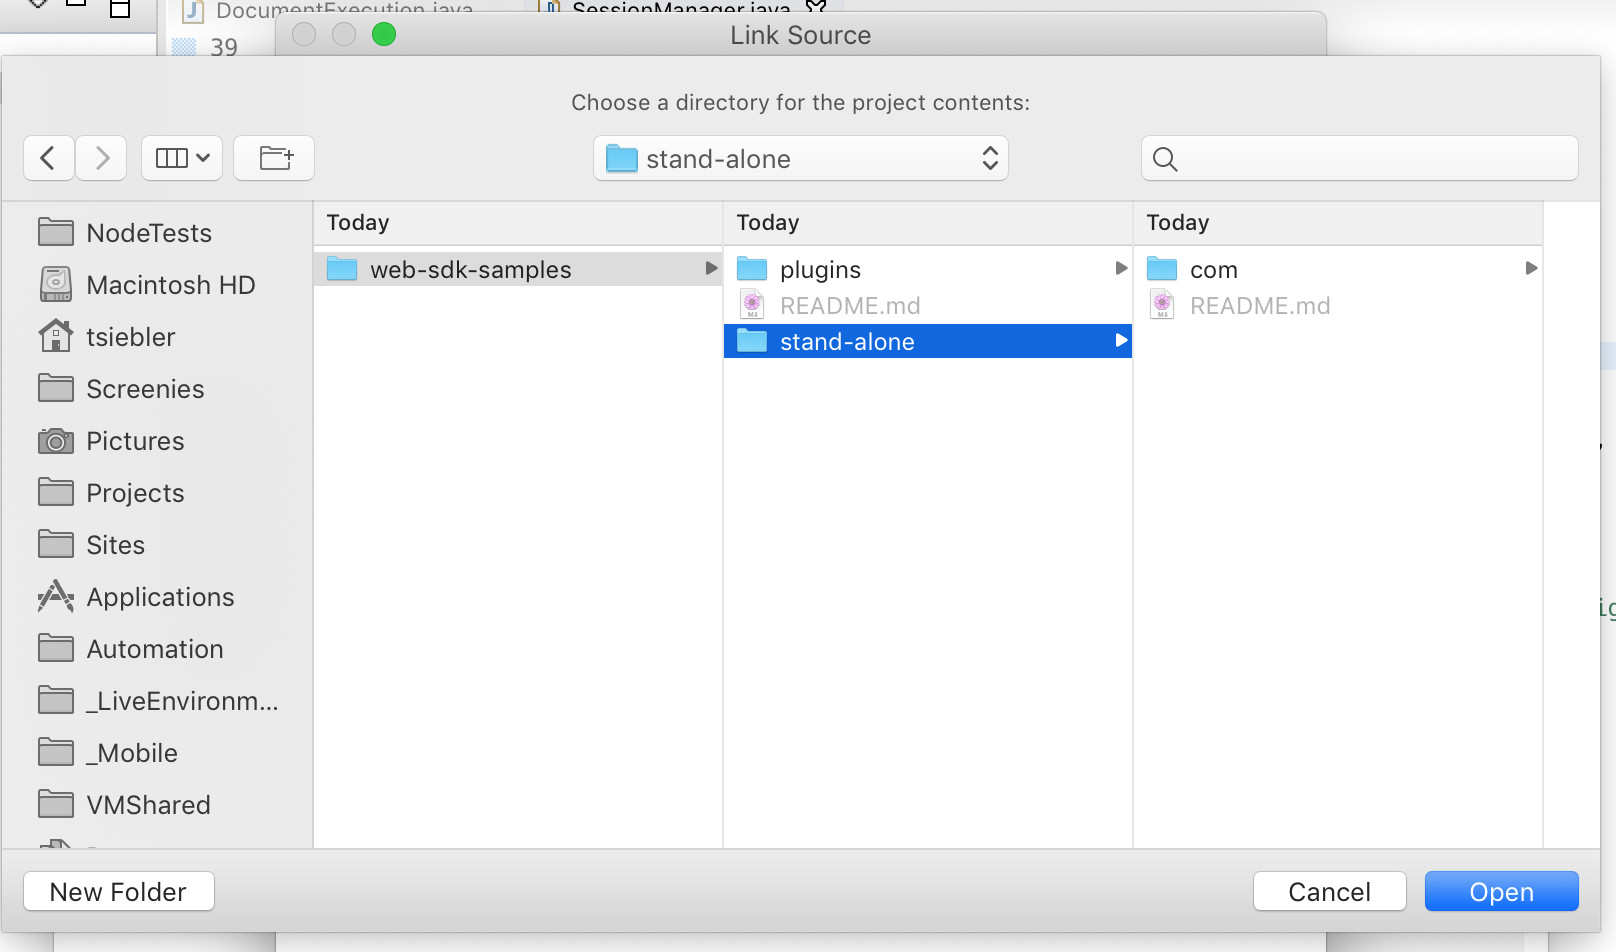 DocumentExecution.java
SessionManager.java
39
Link Source
Choose a directory for the project contents:
stand-alone
NodeTests
Macintosh HD
tsiebler
Screenies
Pictures
Projects
Sites
Applications
Automation
_LiveEnvironm...
_Mobile
VMShared
Today
web-sdk-samples
Today
plugins
README.md
stand-alone
Today
com
README.md
ig
New Folder
Cancel
Open